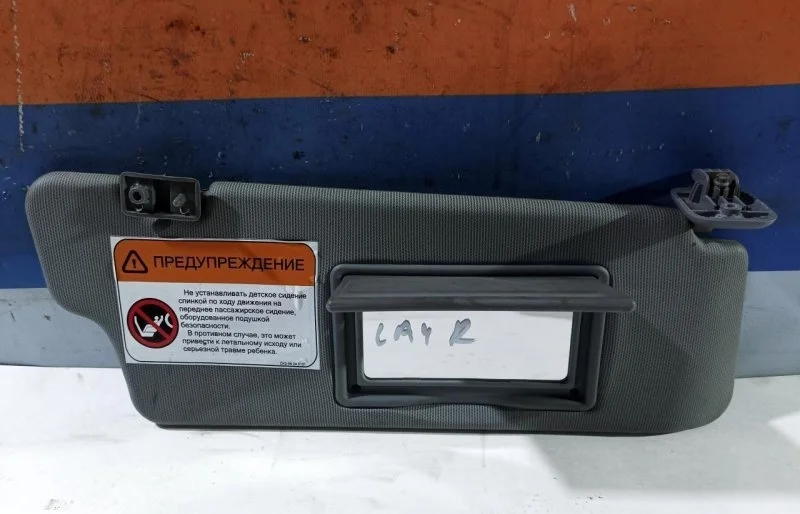 ПРЕДУПРЕЖДЕНИЕ
Не устанавливать детское сидение
спинкой по ходу движения на
переднее пассажирское сидение,
оборудованное подушкой
безопасности.
В противном случае, это может
привести к летальному исходу или
серьезной травме ребенка.